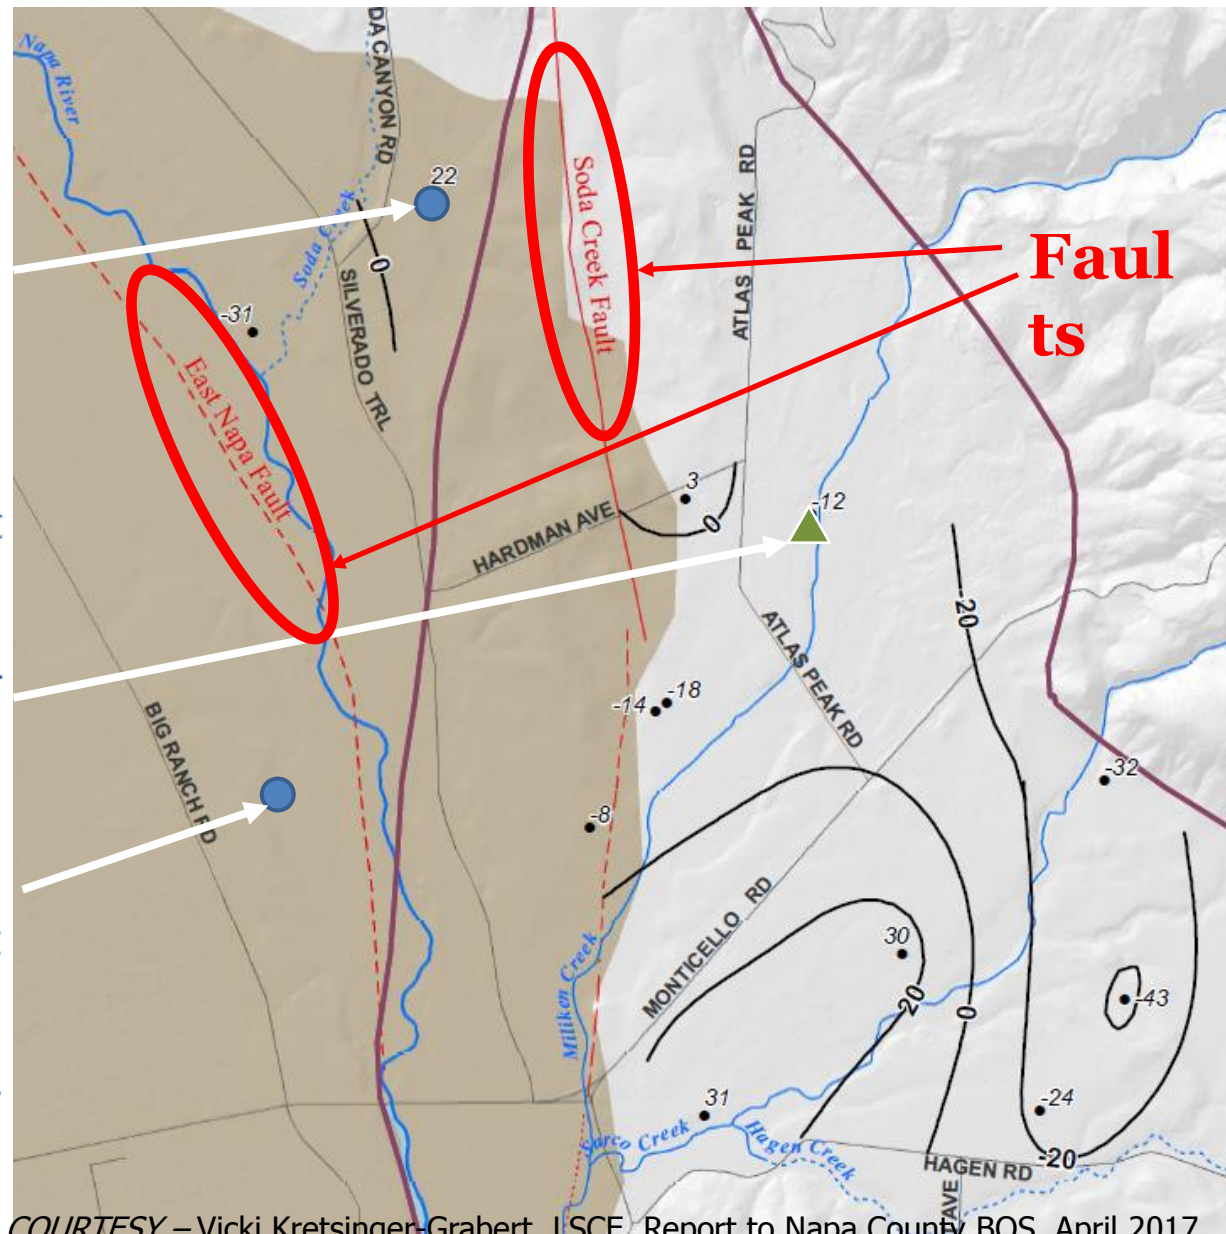 Napa River
DA CANYON RD
22
Soda Creek
0
SILVERADO TRL
-31
East Napa Fault
Soda Creek Fault
ATLAS PEAK RD
Faul
ts
3
0
-12
HARDMAN AVE
-20
ATLAS PEAK RD
-14
-18
BIG RANCH RD
-32
-8
MONTICELLO RD
30
20
0
-43
Milliken Creek
31
-24
Sarco Creek
Hagen Creek
-20
HAGEN RD
AVE
COURTESY – Vicki Kretsinger-Grabert, LSCE, Report to Napa County BOS, April 2017